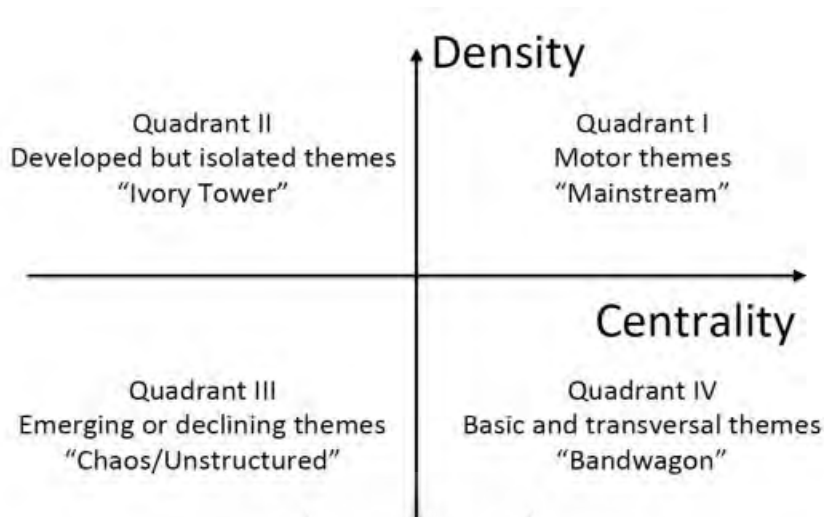 Density
Quadrant II
Developed but isolated themes
“Ivory Tower”
Quadrant I
Motor themes
“Mainstream”
Centrality
Quadrant III
Emerging or declining themes
“Chaos/Unstructured”
Quadrant IV
Basic and transversal themes
“Bandwagon”